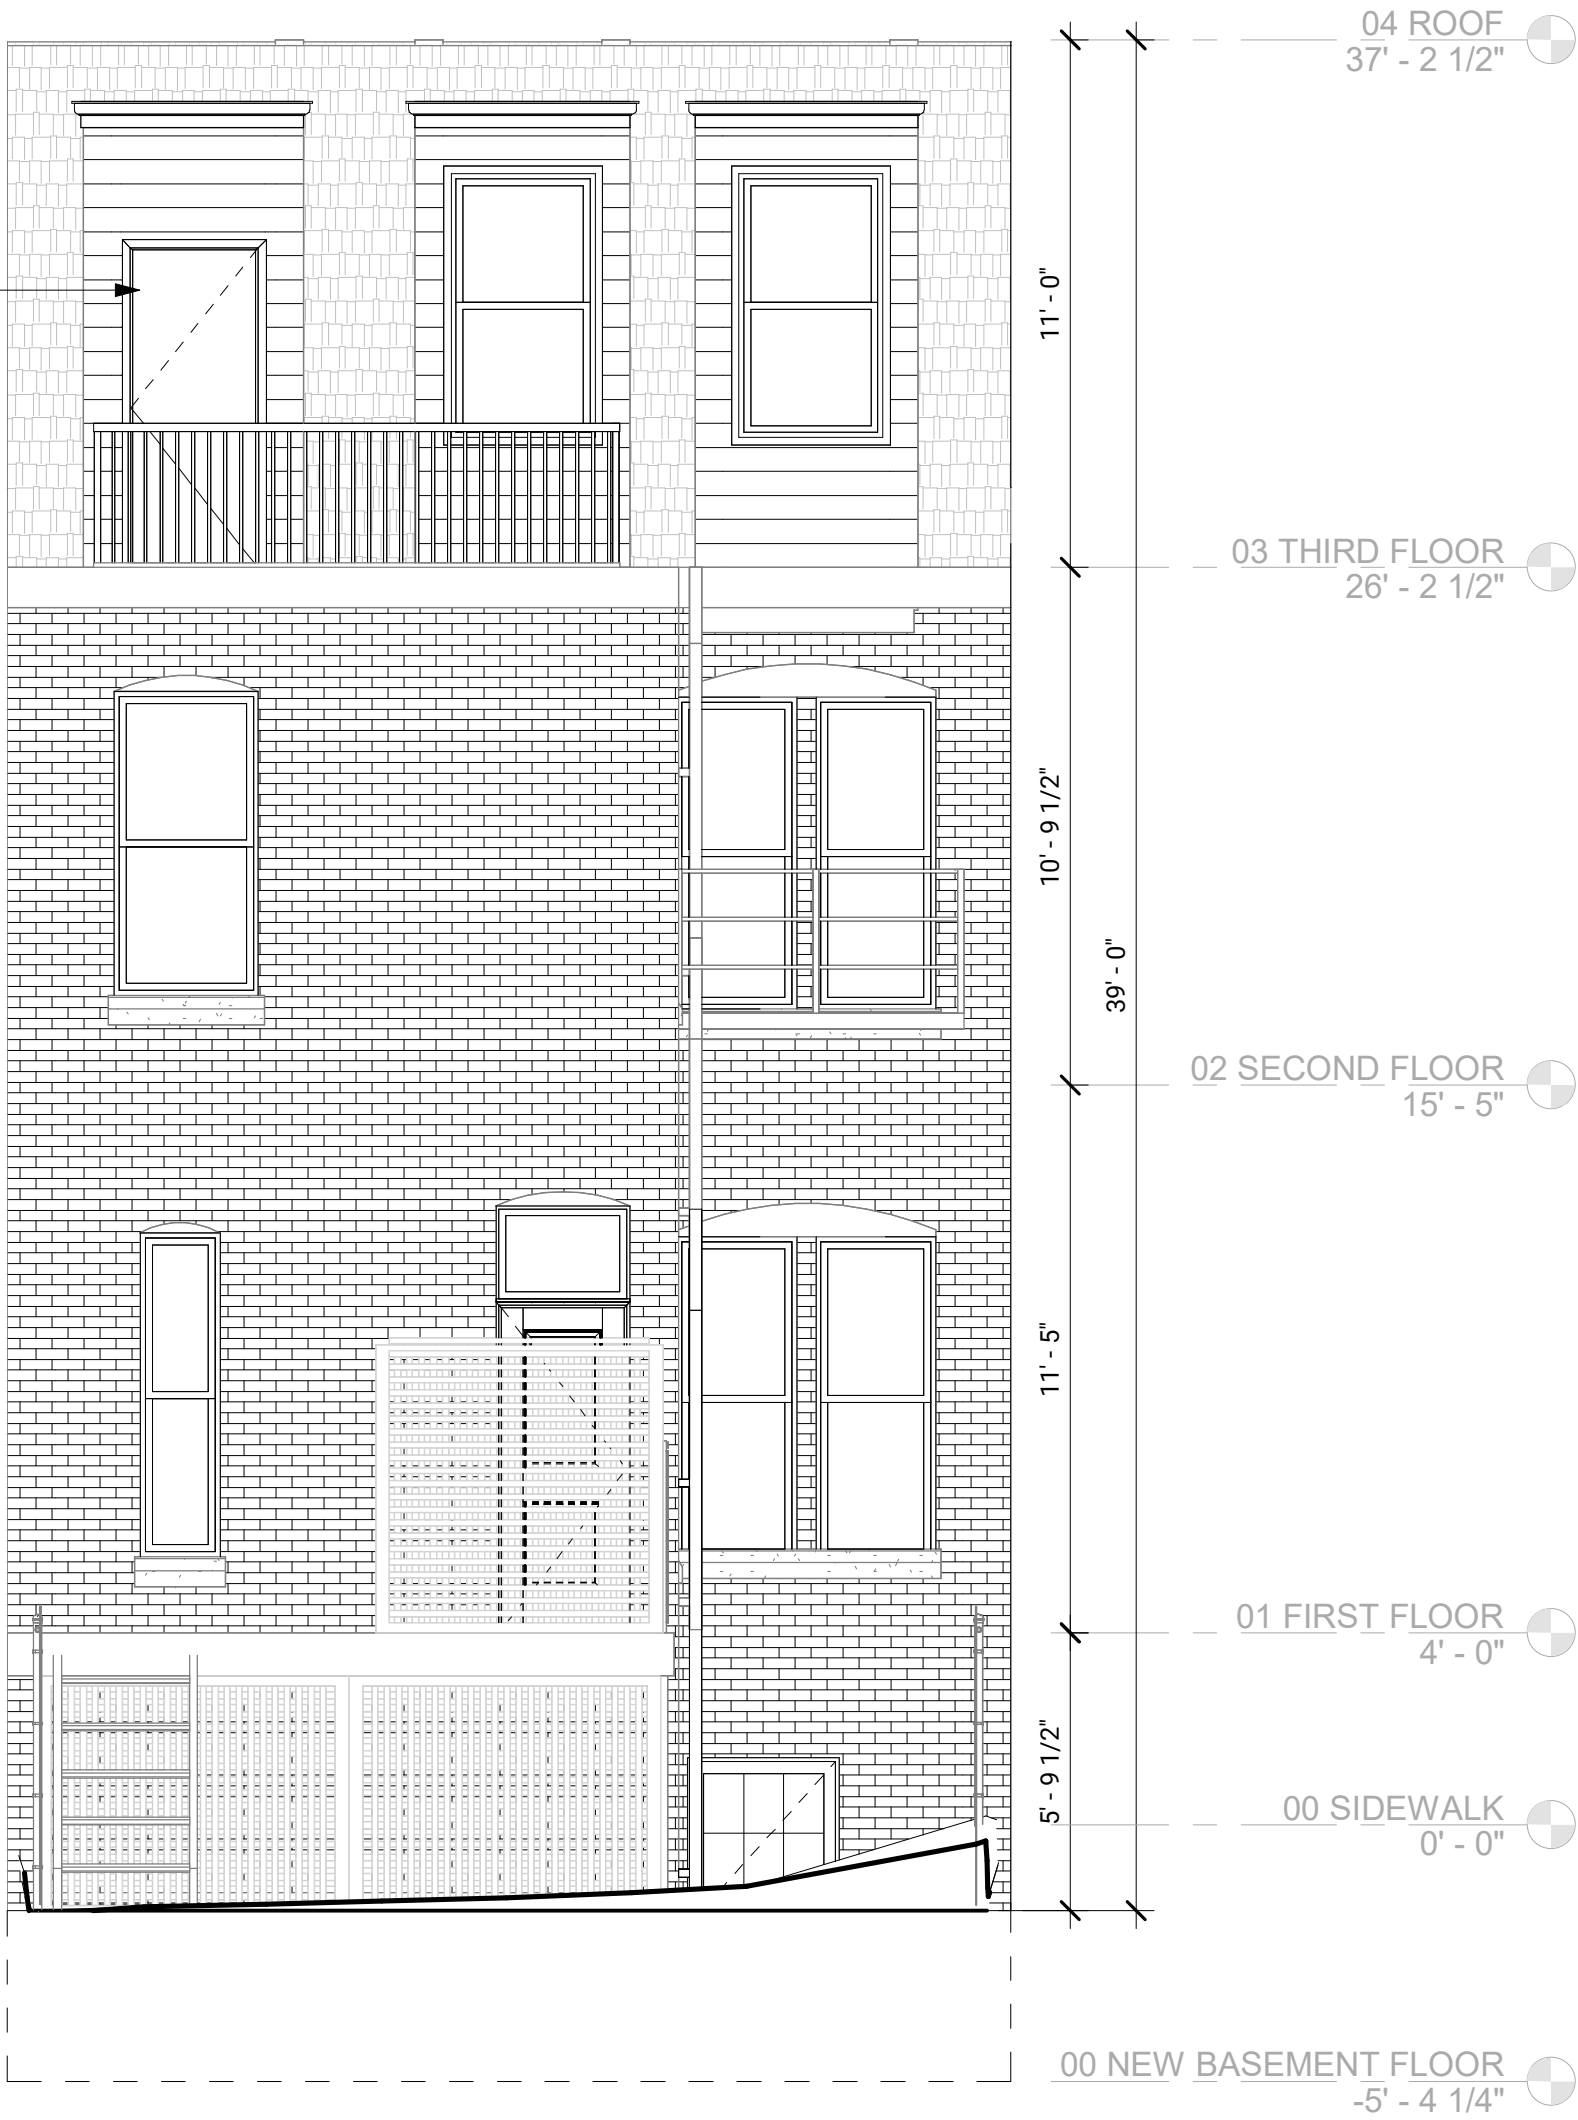 04 ROOF
37' - 2 1/2"
11' - 0"
03 THIRD FLOOR
26' - 2 1/2"
10' - 9 1/2"
39' - 0"
02 SECOND FLOOR
15' - 5"
11' - 5"
01 FIRST FLOOR
4' - 0"
5' - 9 1/2"
00 SIDEWALK
0' - 0"
00 NEW BASEMENT FLOOR
-5' - 4 1/4"